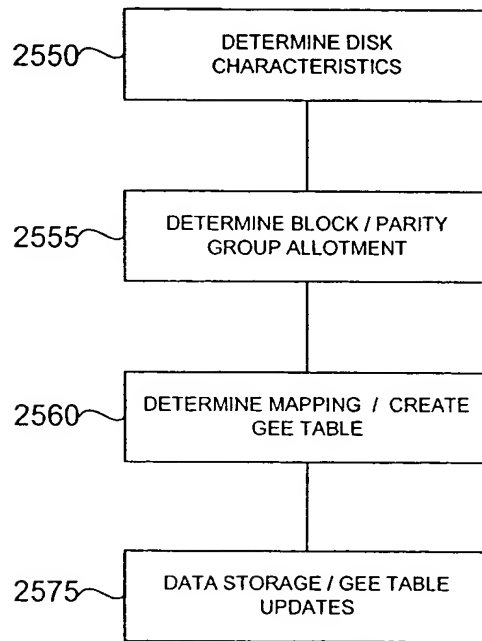 2550
DETERMINE DISK
CHARACTERISTICS
2555
DETERMINE BLOCK / PARITY
GROUP ALLOTMENT
2560
DETERMINE MAPPING / CREATE
GEE TABLE
2575
DATA STORAGE / GEE TABLE
UPDATES